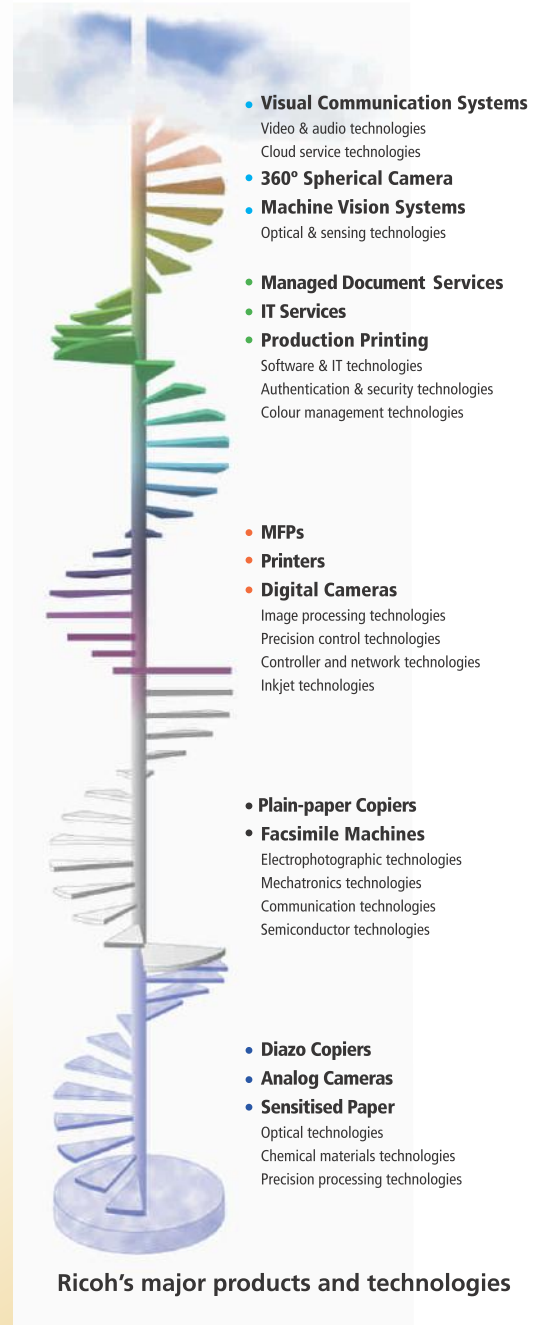 • Visual Communication Systems
Video & audio technologies
Cloud service technologies
• 360º Spherical Camera
• Machine Vision Systems
Optical & sensing technologies
• Managed Document Services
• IT Services
• Production Printing
Software & IT technologies
Authentication & security technologies
Colour management technologies
• MFPs
• Printers
• Digital Cameras
Image processing technologies
Precision control technologies
Controller and network technologies
Inkjet technologies
• Plain-paper Copiers
• Facsimile Machines
Electrophotographic technologies
Mechatronics technologies
Communication technologies
Semiconductor technologies
• Diazo Copiers
• Analog Cameras
• Sensitised Paper
Optical technologies
Chemical materials technologies
Precision processing technologies
Ricoh’s major products and technologies